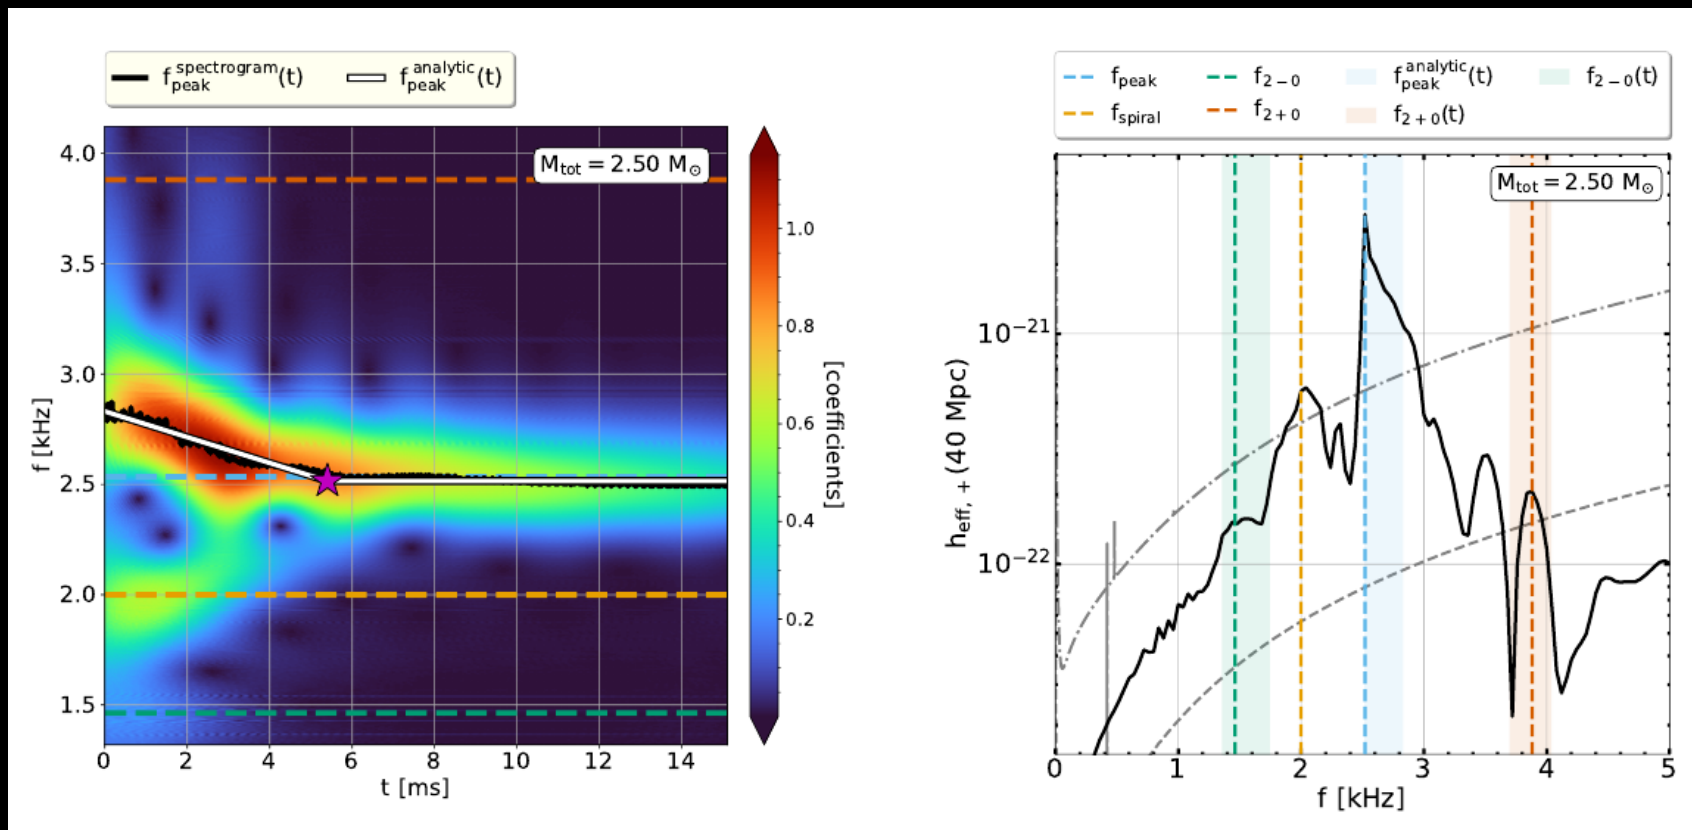 f_peak^spectrogram(t) f_peak^analytic(t)
M_tot = 2.50 M_⊙
4.0
3.5
3.0
2.5
2.0
1.5
f [kHz]
0 2 4 6 8 10 12 14
t [ms]
1.0
0.8
0.6
0.4
0.2
[coefficients]
f_peak f_2−0 f_peak^analytic(t) f_2−0(t)
f_spiral f_2+0 f_2+0(t)
M_tot = 2.50 M_⊙
10^−21
10^−22
h_eff, + (40 Mpc)
0 1 2 3 4 5
f [kHz]